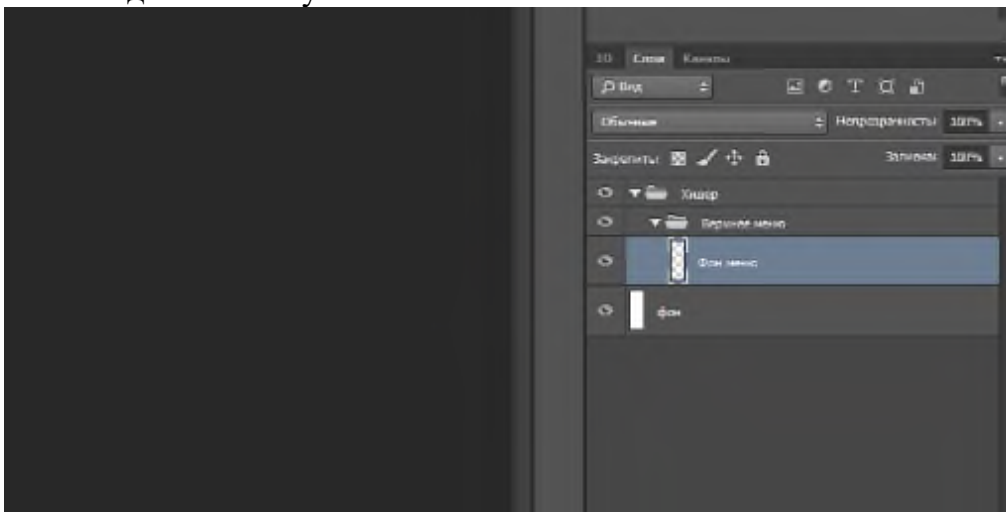 3D Слои Каналы
Вид
Обычные Непрозрачность: 100%
Закрепить: Заливка: 100%
Хидер
Верхнее меню
Фон меню
фон